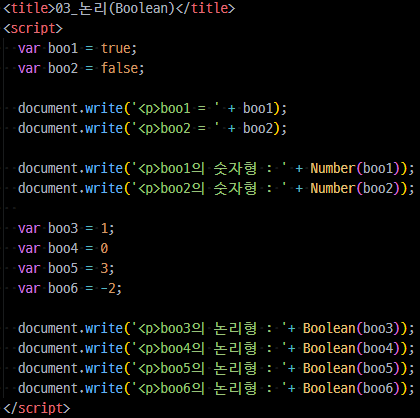 <title>03_논리(Boolean)</title>
<script>
var boo1 = true;
var boo2 = false;
document.write('<p>boo1 = ' + boo1);
document.write('<p>boo2 = ' + boo2);
document.write('<p>boo1의 숫자형 : ' + Number(boo1));
document.write('<p>boo2의 숫자형 : ' + Number(boo2));
var boo3 = 1;
var boo4 = 0
var boo5 = 3;
var boo6 = -2;
document.write('<p>boo3의 논리형 : '+ Boolean(boo3));
document.write('<p>boo4의 논리형 : '+ Boolean(boo4));
document.write('<p>boo5의 논리형 : '+ Boolean(boo5));
document.write('<p>boo6의 논리형 : '+ Boolean(boo6));
</script>